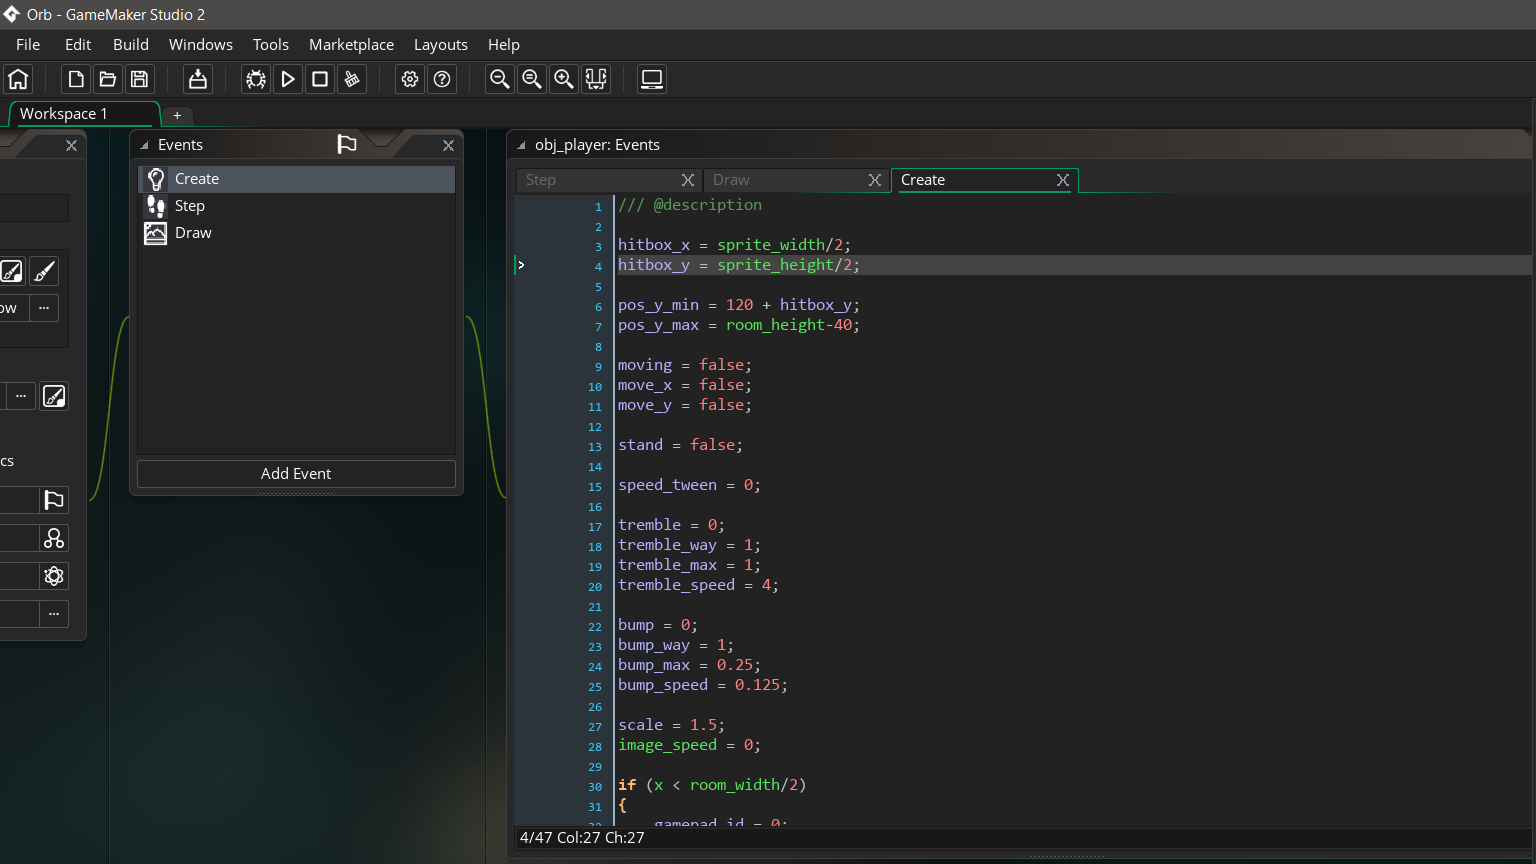 Orb - GameMaker Studio 2
File Edit Build Windows Tools Marketplace Layouts Help
Workspace 1 +
Events
Create
Step
Draw
Add Event
ow ...
...
cs
...
obj_player: Events
Step Draw Create
1 /// @description
2
3 hitbox_x = sprite_width/2;
4 hitbox_y = sprite_height/2;
5
6 pos_y_min = 120 + hitbox_y;
7 pos_y_max = room_height-40;
8
9 moving = false;
10 move_x = false;
11 move_y = false;
12
13 stand = false;
14
15 speed_tween = 0;
16
17 tremble = 0;
18 tremble_way = 1;
19 tremble_max = 1;
20 tremble_speed = 4;
21
22 bump = 0;
23 bump_way = 1;
24 bump_max = 0.25;
25 bump_speed = 0.125;
26
27 scale = 1.5;
28 image_speed = 0;
29
30 if (x < room_width/2)
31 {
32 gamepad_id = 0;
4/47 Col:27 Ch:27